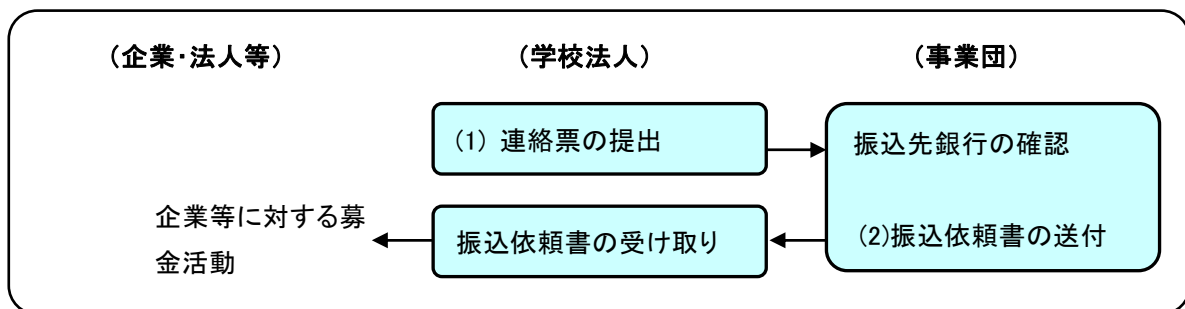 (企業・法人等)
(学校法人)
(事業団)
(1) 連絡票の提出
振込先銀行の確認
企業等に対する募
金活動
振込依頼書の受け取り
(2)振込依頼書の送付